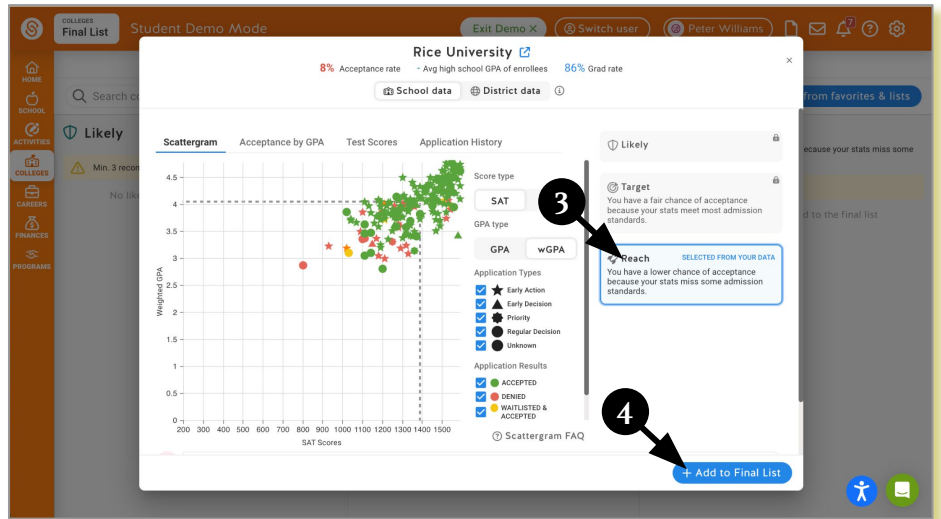 COLLEGES
Final List
Student Demo Mode
Exit Demo ×
Switch user
Peter Williams
7
HOME
SCHOOL
ACTIVITIES
COLLEGES
CAREERS
FINANCES
PROGRAMS
Search
from favorites & lists
Likely
Min. 3
No
ecause your stats miss some
d to the final list
Rice University
8% Acceptance rate
- Avg high school GPA of enrollees
86% Grad rate
×
School data
District data
Scattergram
Acceptance by GPA
Test Scores
Application History
Weighted GPA
4.5
4
3.5
3
2.5
2
1.5
1
0.5
0
200 300 400 500 600 700 800 900 1000 1100 1200 1300 1400 1500
SAT Scores
Score type
SAT
GPA type
GPA
wGPA
Application Types
Early Action
Early Decision
Priority
Regular Decision
Unknown
Application Results
ACCEPTED
DENIED
WAITLISTED &
ACCEPTED
Scattergram FAQ
Likely
Target
You have a fair chance of acceptance
because your stats meet most admission
standards.
3
Reach
SELECTED FROM YOUR DATA
You have a lower chance of acceptance
because your stats miss some admission
standards.
4
+ Add to Final List